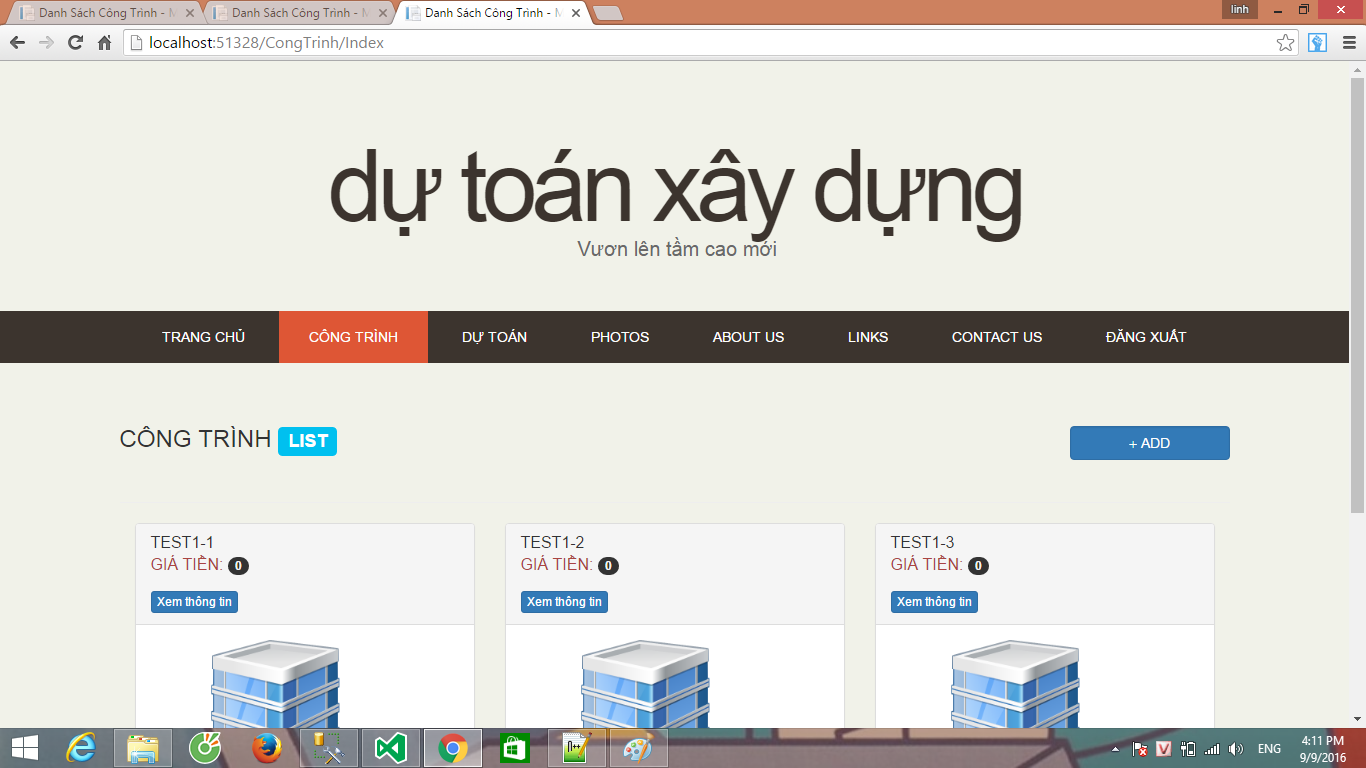 Danh Sách Công Trình - M
Danh Sách Công Trình - M
Danh Sách Công Trình - M
linh
localhost:51328/CongTrinh/Index
dự toán xây dựng
Vươn lên tầm cao mới
TRANG CHỦ CÔNG TRÌNH DỰ TOÁN PHOTOS ABOUT US LINKS CONTACT US ĐĂNG XUẤT
CÔNG TRÌNH LIST
+ ADD
TEST1-1
GIÁ TIỀN: 0
Xem thông tin
TEST1-2
GIÁ TIỀN: 0
Xem thông tin
TEST1-3
GIÁ TIỀN: 0
Xem thông tin
ENG
4:11 PM
9/9/2016